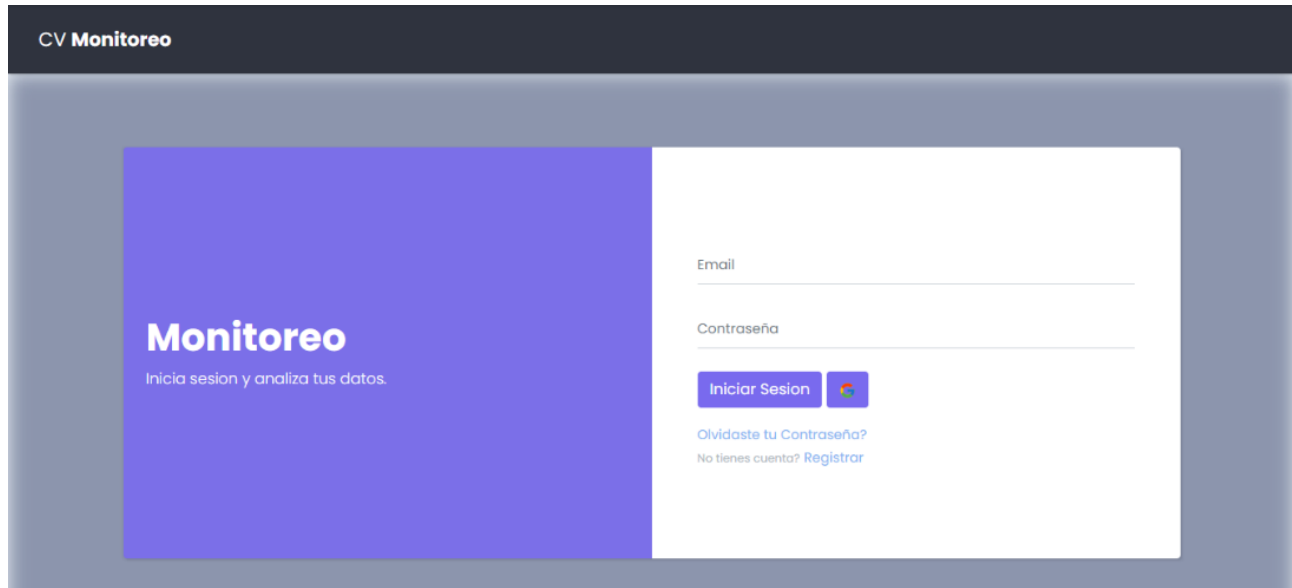 CV Monitoreo
Monitoreo
Inicia sesion y analiza tus datos.
Email
Contraseña
Iniciar Sesion
Olvidaste tu Contraseña?
No tienes cuenta? Registrar